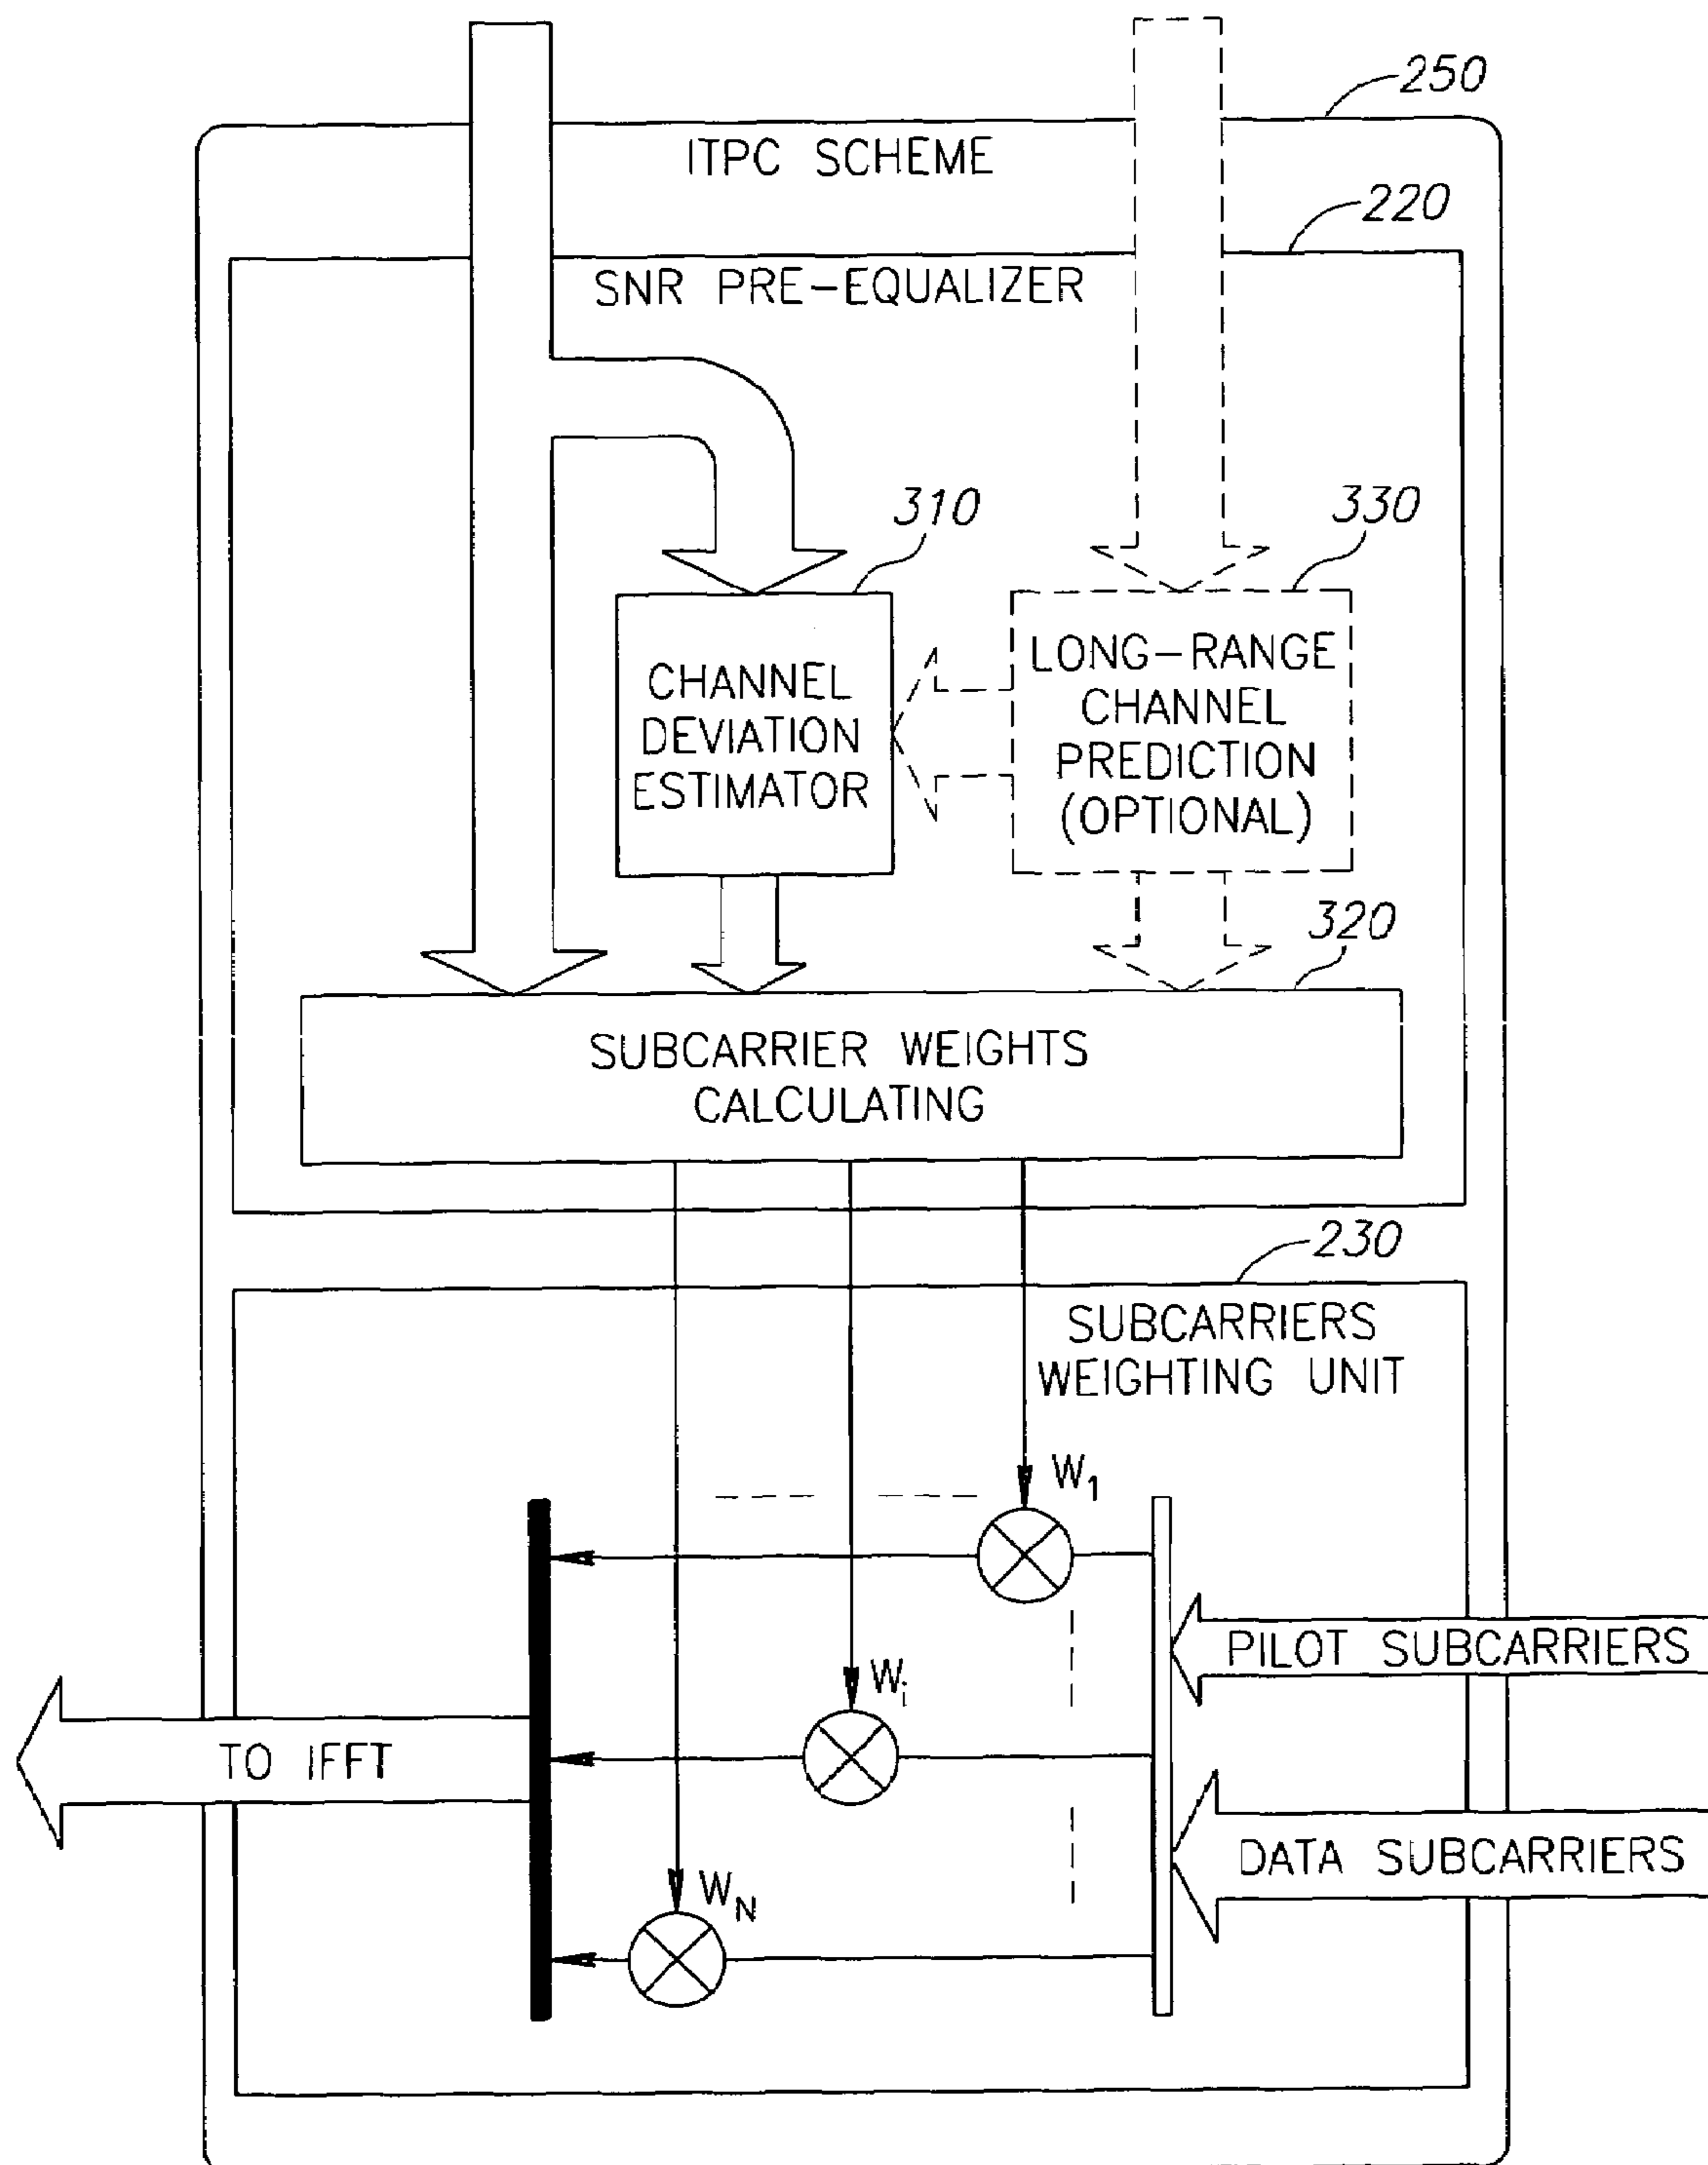 250
ITPC SCHEME
220
SNR PRE-EQUALIZER
310
330
CHANNEL
DEVIATION
ESTIMATOR
LONG-RANGE
CHANNEL
PREDICTION
(OPTIONAL)
320
SUBCARRIER WEIGHTS
CALCULATING
230
SUBCARRIERS
WEIGHTING UNIT
W1
PILOT SUBCARRIERS
Wi
TO IFFT
DATA SUBCARRIERS
WN